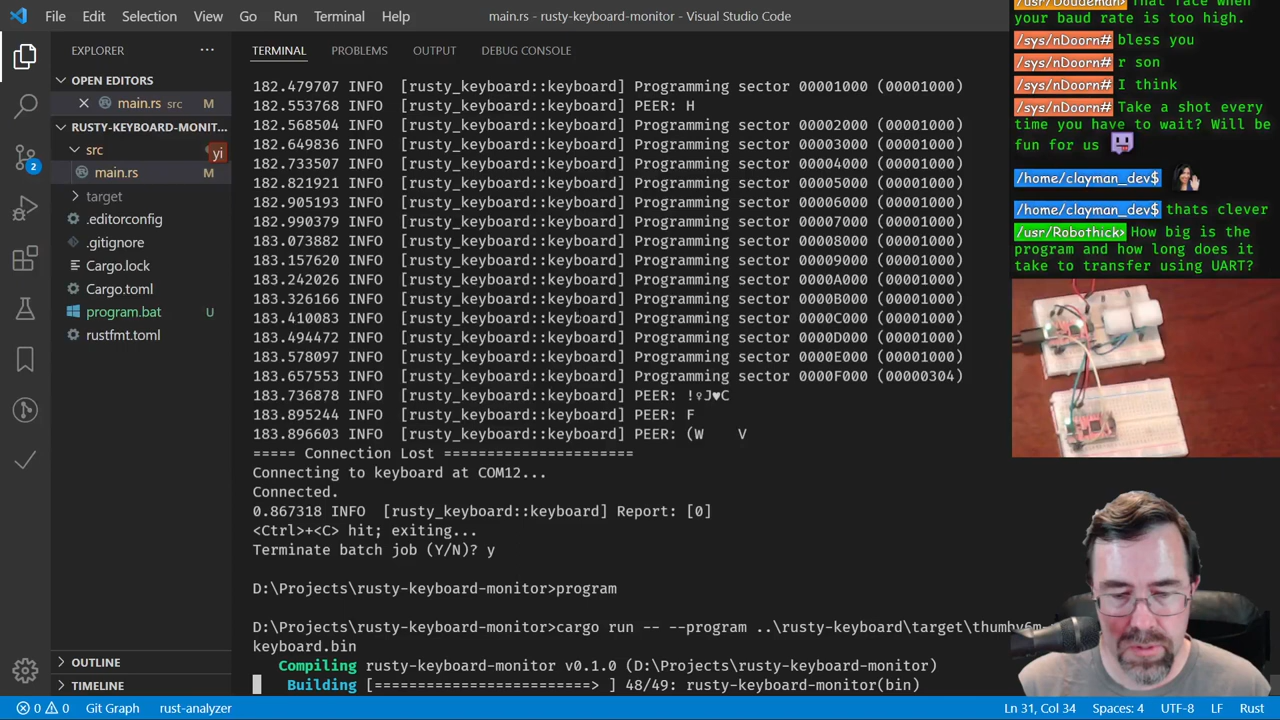 File Edit Selection View Go Run Terminal Help
main.rs - rusty-keyboard-monitor - Visual Studio Code
EXPLORER
OPEN EDITORS
main.rs src M
RUSTY-KEYBOARD-MONIT...
src
yi
main.rs M
target
.editorconfig
.gitignore
Cargo.lock
Cargo.toml
program.bat U
rustfmt.toml
OUTLINE
TIMELINE
2
TERMINAL OUTPUT DEBUG CONSOLE
INFO [rusty_keyboard::keyboard] Programming sector 00001000 (00001000)
182.553768 INFO [rusty_keyboard::keyboard] PEER: H
INFO [rusty_keyboard::keyboard] Programming sector 00002000 (00001000)
182.649836 INFO [rusty_keyboard::keyboard] Programming sector 00003000 (00001000)
INFO [rusty_keyboard::keyboard] Programming sector 00004000 (00001000)
INFO [rusty_keyboard::keyboard] Programming sector 00005000 (00001000)
182.905193 INFO [rusty_keyboard::keyboard] Programming sector 00006000 (00001000)
182.990379 INFO [rusty_keyboard::keyboard] Programming sector 00007000 (00001000)
INFO [rusty_keyboard::keyboard] Programming sector 00008000 (00001000)
INFO [rusty_keyboard::keyboard] Programming sector 00009000 (00001000)
INFO [rusty_keyboard::keyboard] Programming sector 0000A000 (00001000)
183.326166 INFO [rusty_keyboard::keyboard] Programming sector 0000B000 (00001000)
183.410083 INFO [rusty_keyboard::keyboard] Programming sector 0000C000 (00001000)
183.494472 INFO [rusty_keyboard::keyboard] Programming sector 0000D000 (00001000)
183.578097 INFO [rusty_keyboard::keyboard] Programming sector 0000E000 (00001000)
183.657553 INFO [rusty_keyboard::keyboard] Programming sector 0000F000 (00000304)
183.736878 INFO [rusty_keyboard::keyboard] PEER: !♀J♥C
183.895244 INFO [rusty_keyboard::keyboard] PEER: F
183.896603 INFO [rusty_keyboard::keyboard] PEER: (W V
===== Connection Lost =====================
Connecting to keyboard at COM12...
Connected.
0.867318 INFO [rusty_keyboard::keyboard] Report: [0]
<Ctrl>+<C> hit; exiting...
Terminate batch job (Y/N)? y
D:\Projects\rusty-keyboard-monitor>program
D:\Projects\rusty-keyboard-monitor>cargo run -- --program ..\rusty-keyboard\target\thumbv6m-
keyboard.bin
Compiling rusty-keyboard-monitor v0.1.0 (D:\Projects\rusty-keyboard-monitor)
Building [=========================> ] 48/49: rusty-keyboard-monitor(bin)
/usr/Doudeman> That face when
your baud rate is too high.
/sys/nDoorn# bless you
/sys/nDoorn# r son
/sys/nDoorn# I think
/sys/nDoorn# Take a shot every
time you have to wait? Will be
fun for us
/home/clayman_dev$
/home/clayman_dev$ thats clever
/usr/Robothick> How big is the
program and how long does it
take to transfer using UART?
0 0 Git Graph rust-analyzer
Ln 31, Col 34 Spaces: 4 UTF-8 LF Rust